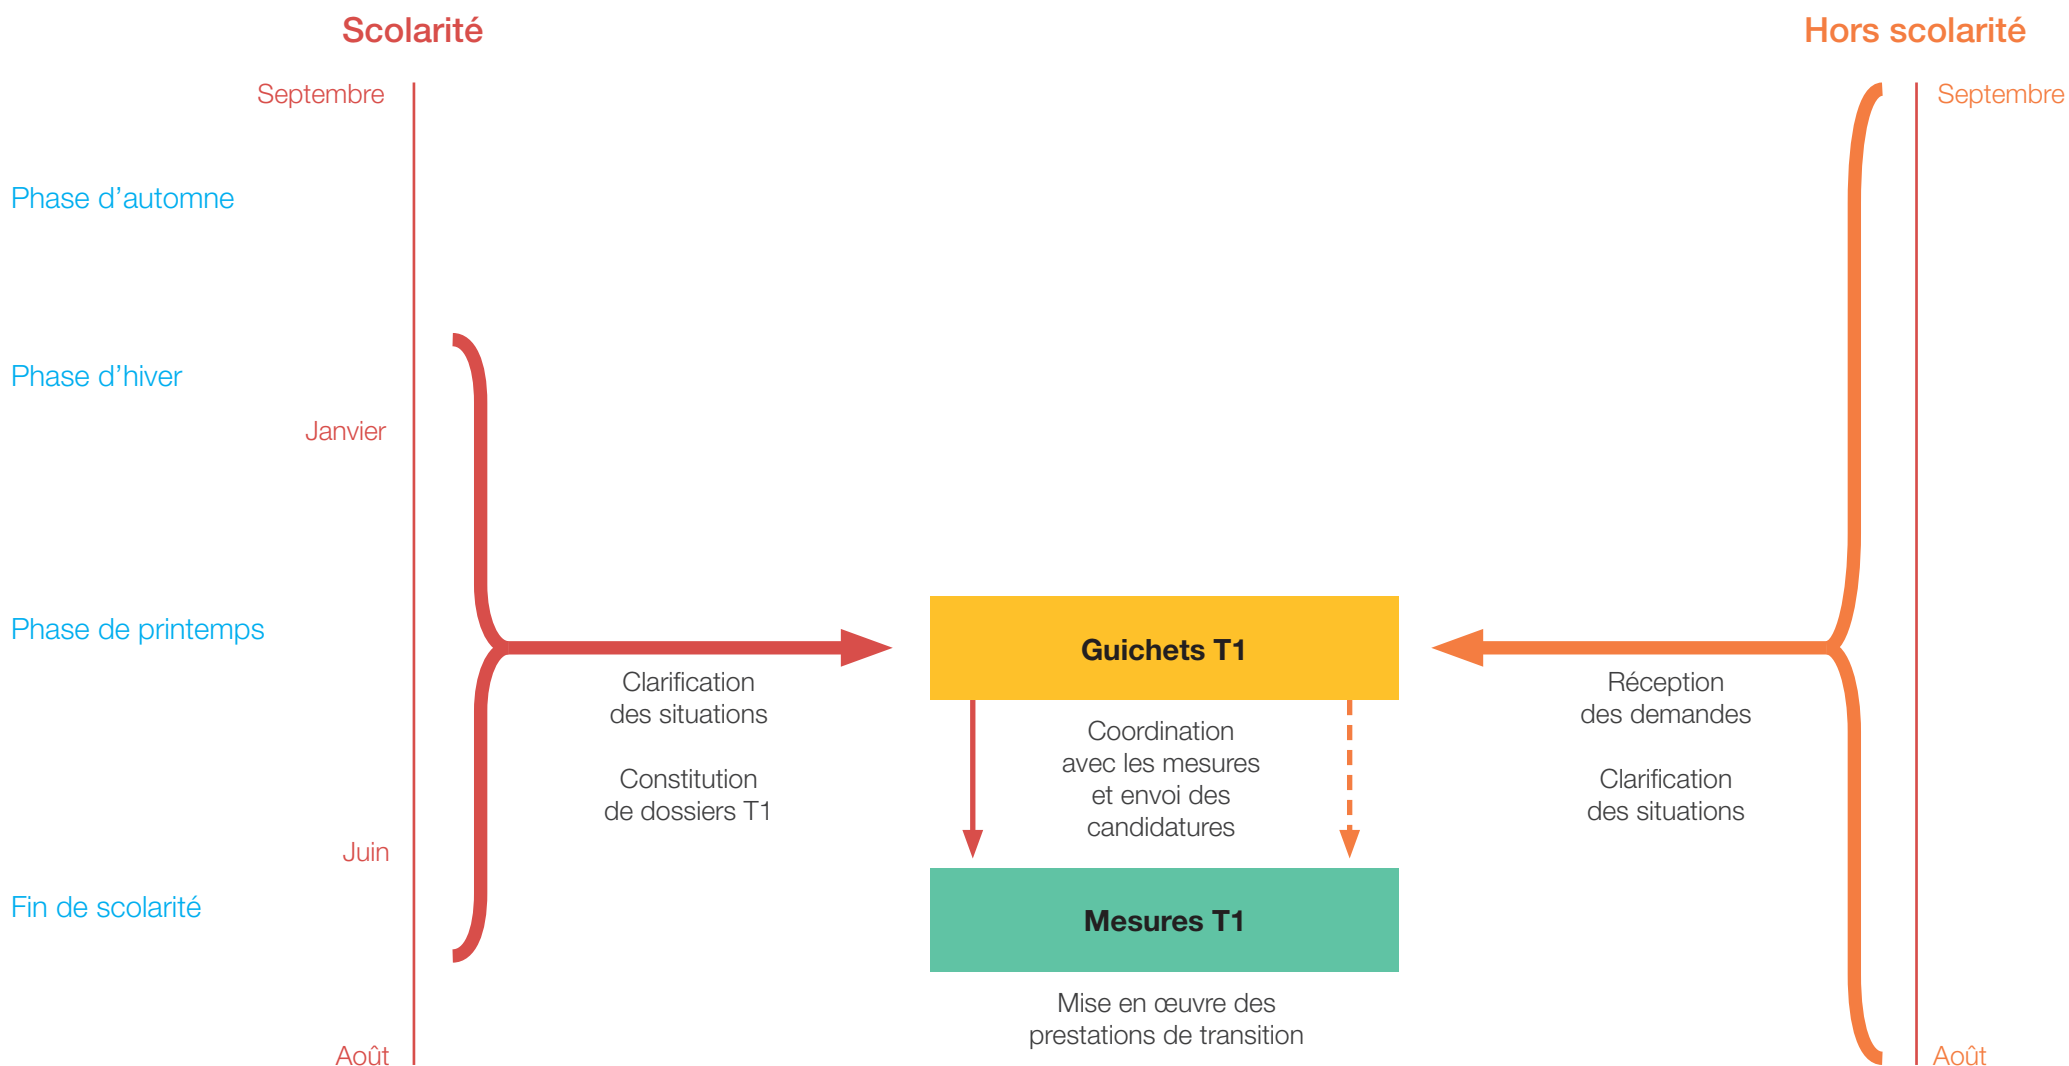 Scolarité
Hors scolarité
Septembre
Septembre
Phase d’automne
Phase d’hiver
Janvier
Phase de printemps
Guichets T1
Clarification
des situations
Constitution
de dossiers T1
Coordination
avec les mesures
et envoi des
candidatures
Réception
des demandes
Clarification
des situations
Juin
Fin de scolarité
Mesures T1
Mise en œuvre des
prestations de transition
Août
Août